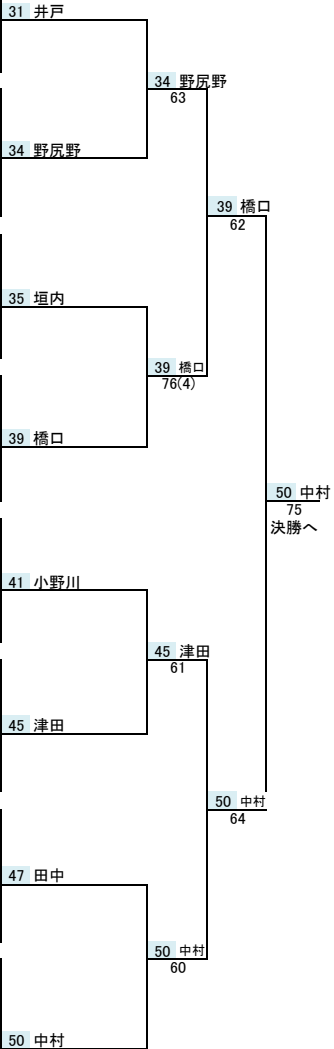 31 井戸
34 野尻野
63
34 野尻野
39 橋口
62
35 垣内
39 橋口
76(4)
39 橋口
50 中村
75
決勝へ
41 小野川
45 津田
61
45 津田
50 中村
64
47 田中
50 中村
60
50 中村